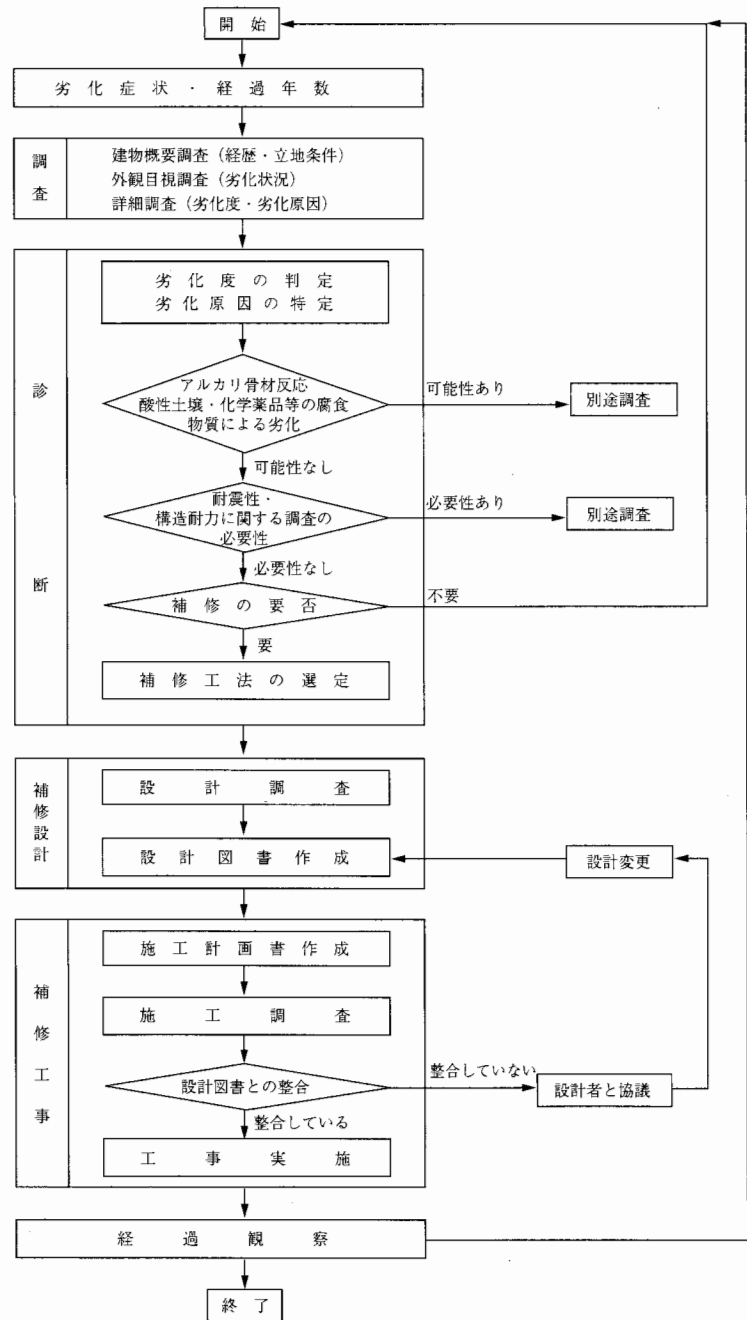 開始
劣化症状・経過年数
調査
建物概要調査（経歴・立地条件）
外観目視調査（劣化状況）
詳細調査（劣化度・劣化原因）
診断
劣化度の判定
劣化原因の特定
アルカリ骨材反応
酸性土壌・化学薬品等の腐食
物質による劣化
可能性あり
別途調査
可能性なし
耐震性・
構造耐力に関する調査の
必要性
必要性あり
別途調査
必要性なし
補修の要否
不要
要
補修工法の選定
補修設計
設計調査
設計図書作成
設計変更
補修工事
施工計画書作成
施工調査
設計図書との整合
整合していない
設計者と協議
整合している
工事実施
経過観察
終了